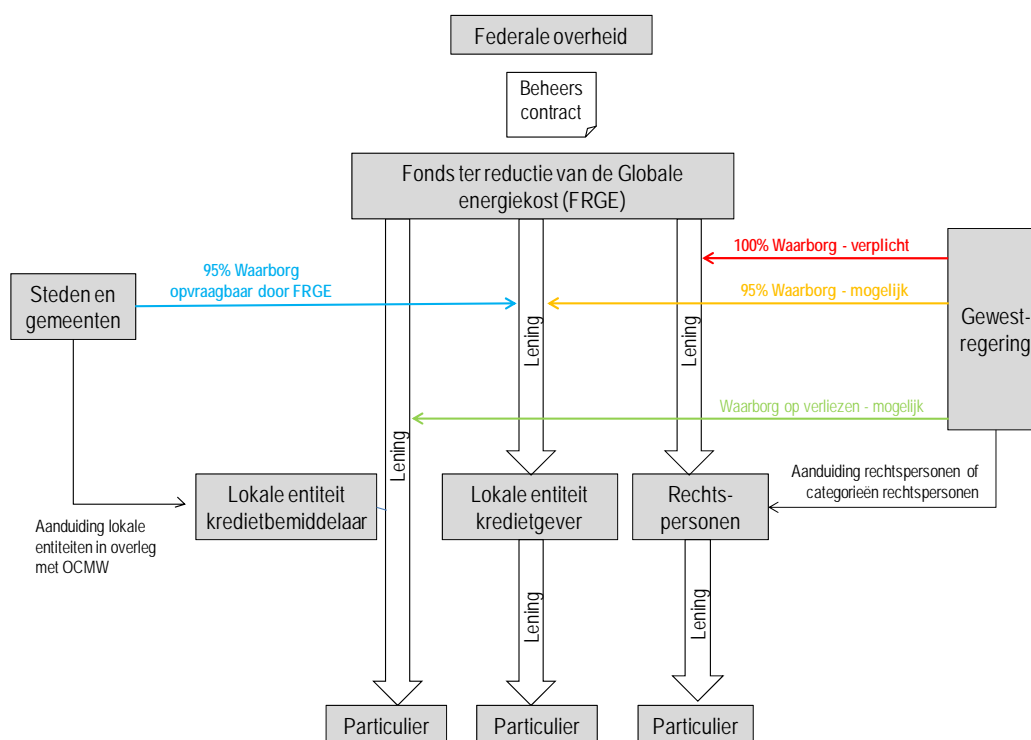 Federale overheid
Beheers
contract
Fonds ter reductie van de Globale
energiekost (FRGE)
100% Waarborg - verplicht
95% Waarborg
opvraagbaar door FRGE
95% Waarborg - mogelijk
Steden en
gemeenten
Gewest-
regering
Lening
Lening
Waarborg op verliezen - mogelijk
Lening
Lokale entiteit
kredietbemiddelaar
Lokale entiteit
kredietgever
Rechts-
personen
Aanduiding rechtspersonen of
categorieën rechtspersonen
Aanduiding lokale
entiteiten in overleg
met OCMW
Lening
Lening
Particulier
Particulier
Particulier